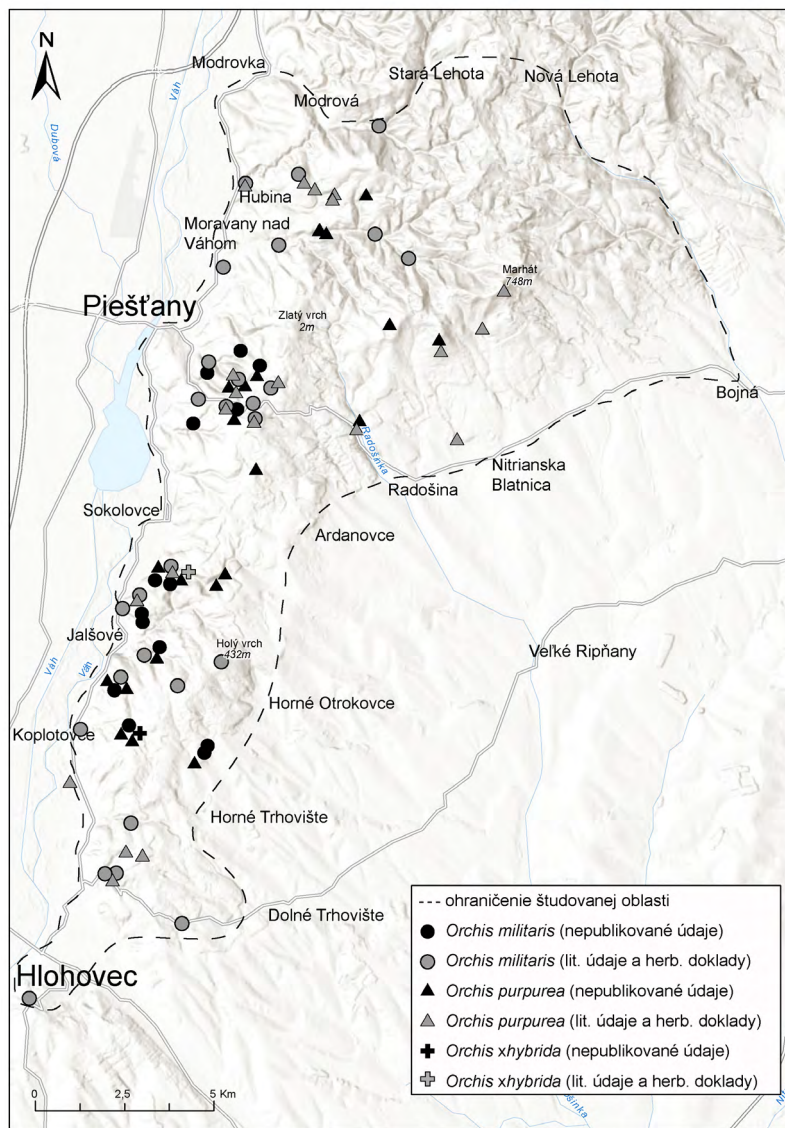 N
Modrovka
Stará Lehota
Nová Lehota
Modrová
Váh
Dubová
Hubina
Moravany nad
Váhom
Marhát
748m
Piešťany
Zlatý vrch
2m
Bojná
Radošinka
Nitrianska
Blatnica
Radošina
Sokolovce
Ardanovce
Jalšové
Holý vrch
432m
Veľké Ripňany
Váh
Váh
Horné Otrokovce
Koplotovce
Horné Trhovište
Dolné Trhovište
Hlohovec
ohraničenie študovanej oblasti
Orchis militaris (nepublikované údaje)
Orchis militaris (lit. údaje a herb. doklady)
Orchis purpurea (nepublikované údaje)
Orchis purpurea (lit. údaje a herb. doklady)
Orchis xhybrida (nepublikované údaje)
Orchis xhybrida (lit. údaje a herb. doklady)
0 2,5 5 Km